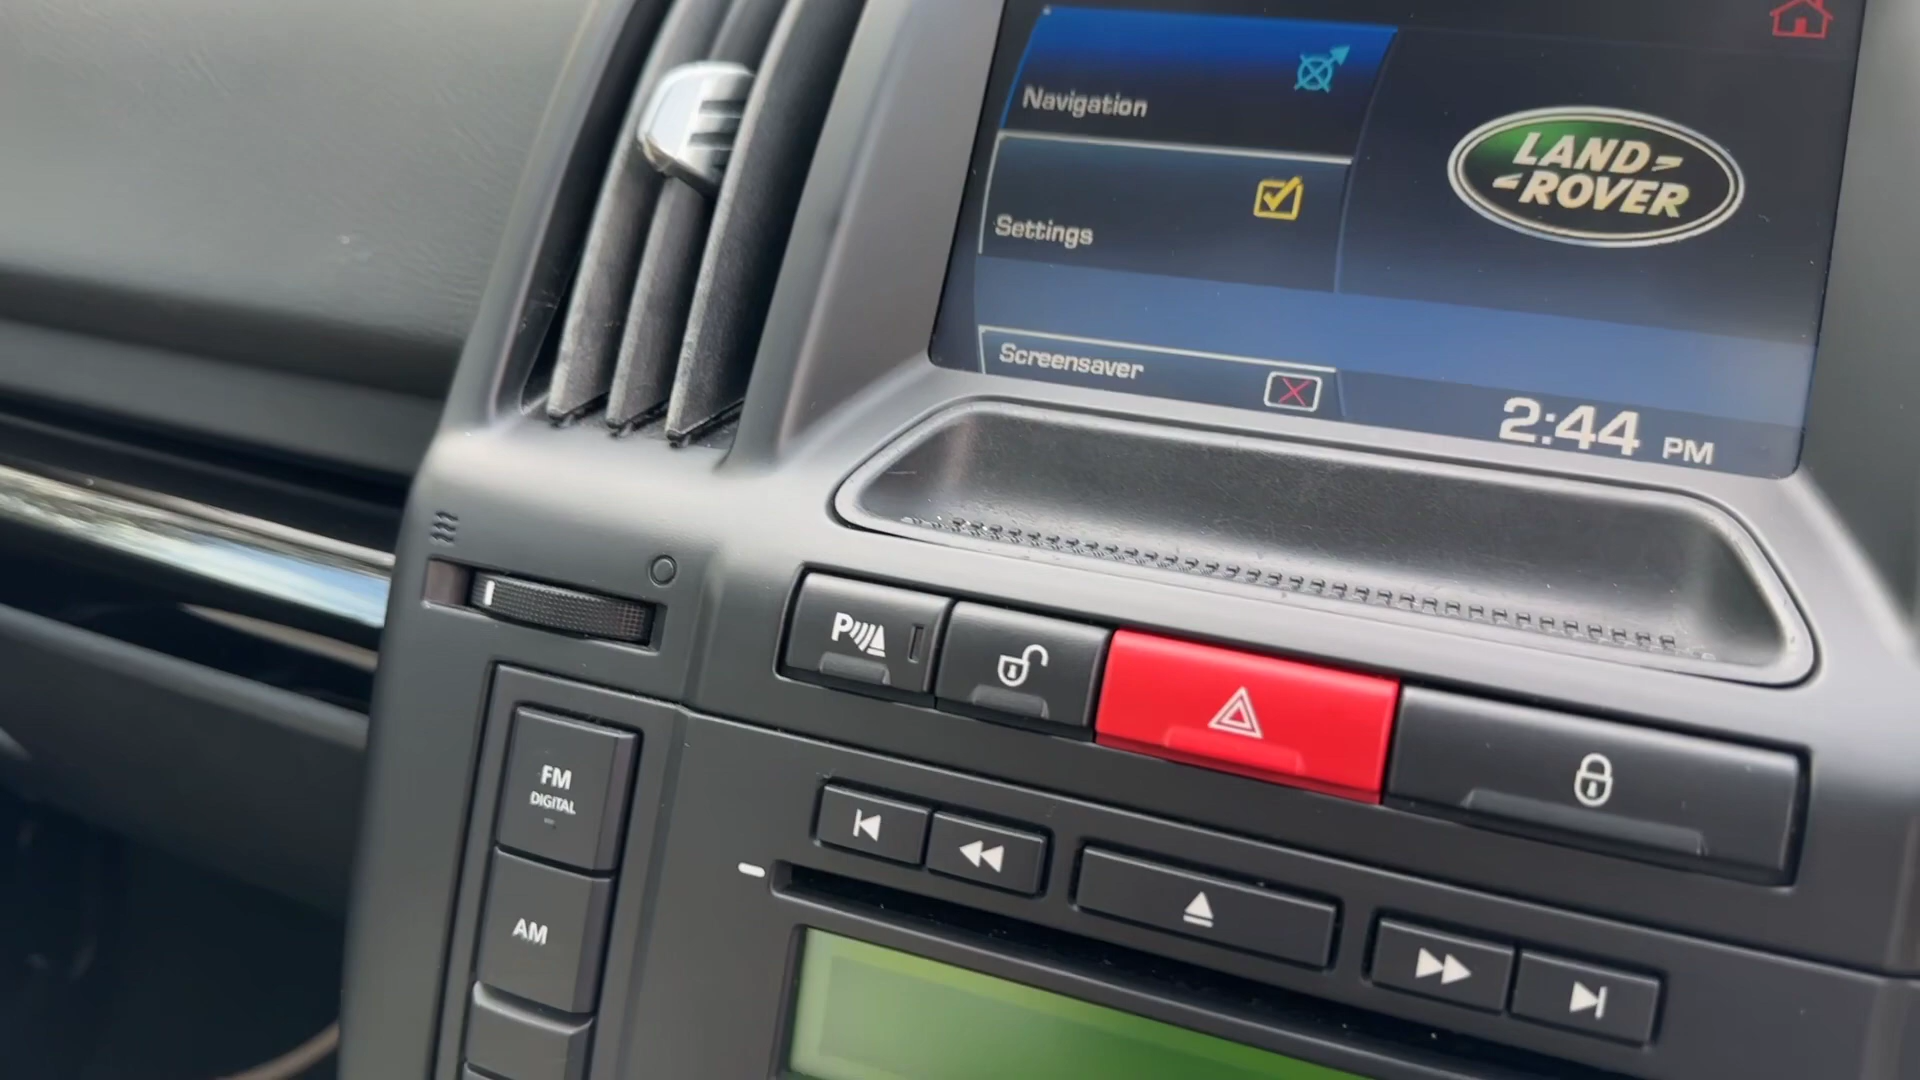 Navigation
LAND
ROVER
Settings
Screensaver
2:44 PM
P
FM
DIGITAL
AM